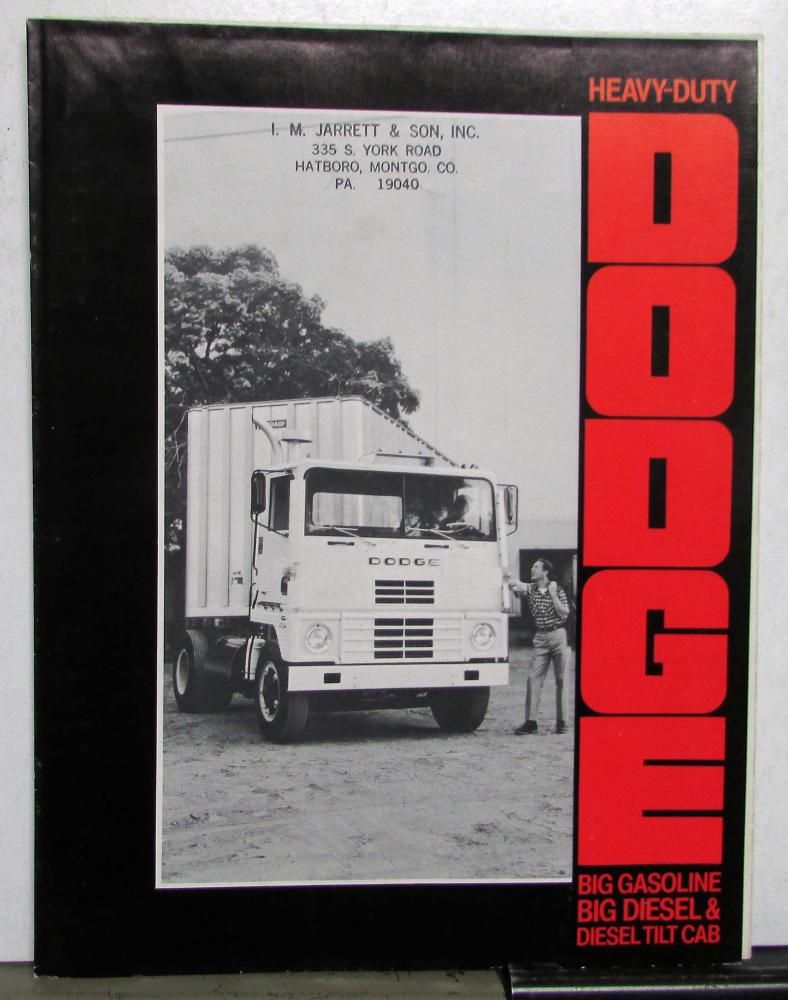 HEAVY-DUTY
DODGE
I. M. JARRETT & SON, INC.
335 S. YORK ROAD
HATBORO, MONTGO. CO.
PA. 19040
DODGE
BIG GASOLINE
BIG DIESEL &
DIESEL TILT CAB